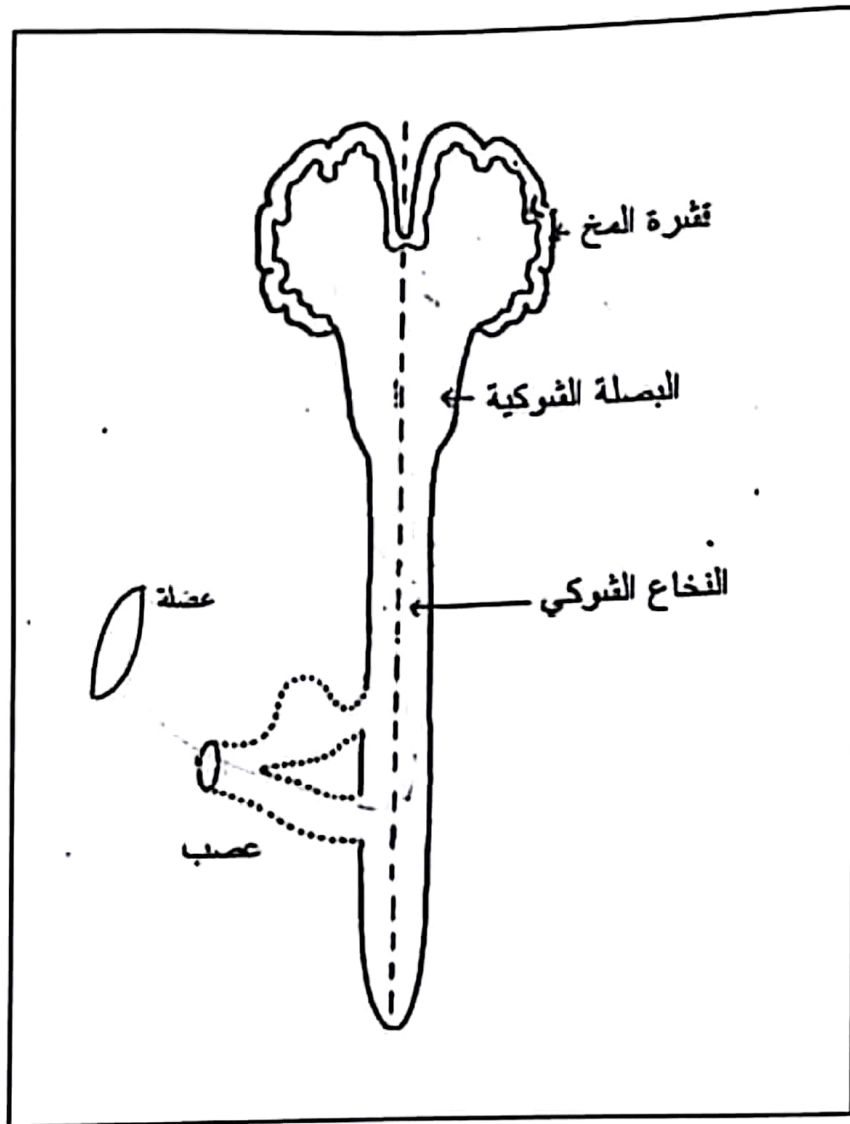 قشرة المخ
البصلة الشوكية
النخاع الشوكي
عضلة
عصب